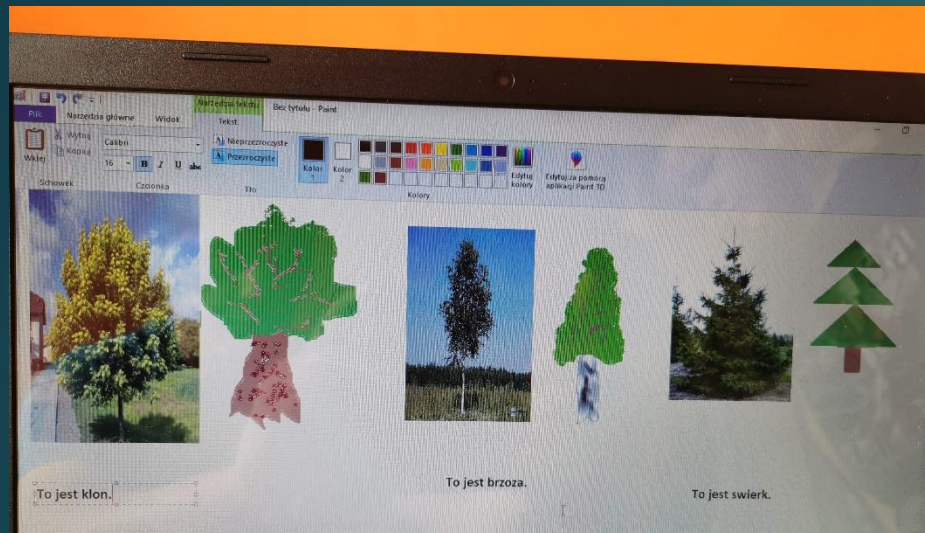 Narzędzia tekstu
Bez tytułu - Paint
Plik
Narzędzia główne
Widok
Tekst
Wklej
Wytnij
Kopiuj
Calibri
16
B I U abc
Nieprzezroczyste
Przezroczyste
Kolor 1
Kolor 2
Edytuj kolory
Edytuj za pomocą aplikacji Paint 3D
Schowek
Czcionka
Tło
Kolory
To jest klon.
To jest brzoza.
To jest swierk.